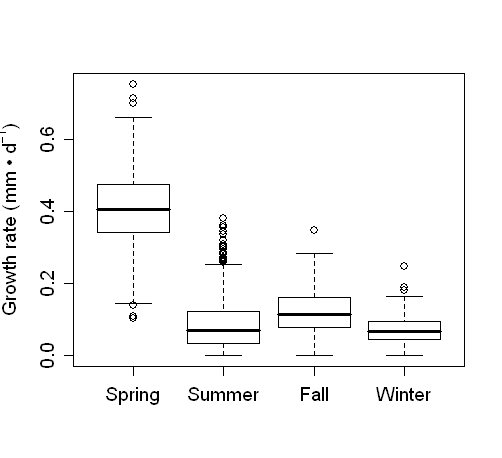 Growth rate (mm • d⁻¹)
0.6
0.4
0.2
0.0
Spring Summer Fall Winter